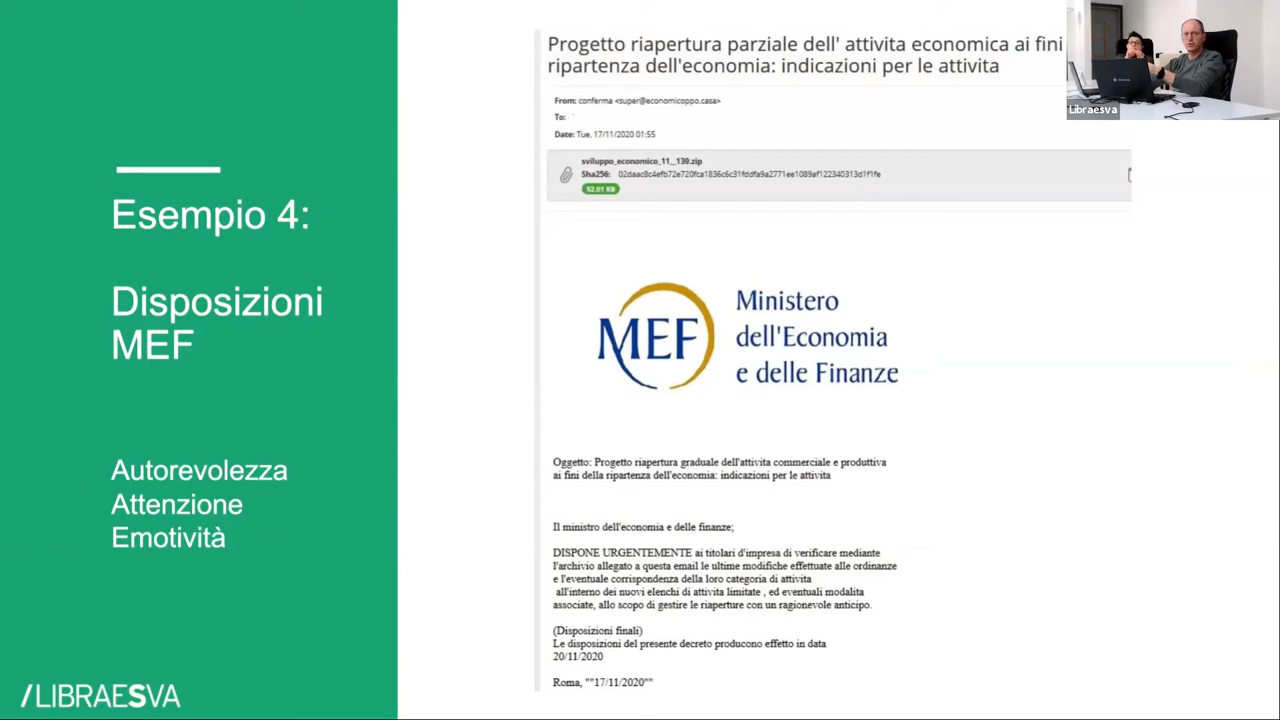 Esempio 4:
Disposizioni
MEF
Autorevolezza
Attenzione
Emotività
/LIBRAESVA
Progetto riapertura parziale dell' attivita economica ai fini
ripartenza dell'economia: indicazioni per le attivita
From: conferma <super@economicoppo.casa>
To:
Date: Tue, 17/11/2020 01:55
sviluppo_economico_11_139.zip
Sha256: 02daac8c4efb72e720fca1836c6c31fddfa9a2771ee1089af122340313d1f1fe
52.01 KB
MEF
Ministero
dell'Economia
e delle Finanze
Oggetto: Progetto riapertura graduale dell'attivita commerciale e produttiva
ai fini della ripartenza dell'economia: indicazioni per le attivita
Il ministro dell'economia e delle finanze;
DISPONE URGENTEMENTE ai titolari d'impresa di verificare mediante
l'archivio allegato a questa email le ultime modifiche effettuate alle ordinanze
e l'eventuale corrispondenza della loro categoria di attivita
all'interno dei nuovi elenchi di attivita limitate , ed eventuali modalita
associate, allo scopo di gestire le riaperture con un ragionevole anticipo.
(Disposizioni finali)
Le disposizioni del presente decreto producono effetto in data
20/11/2020
Roma, ""17/11/2020""
Libraesva